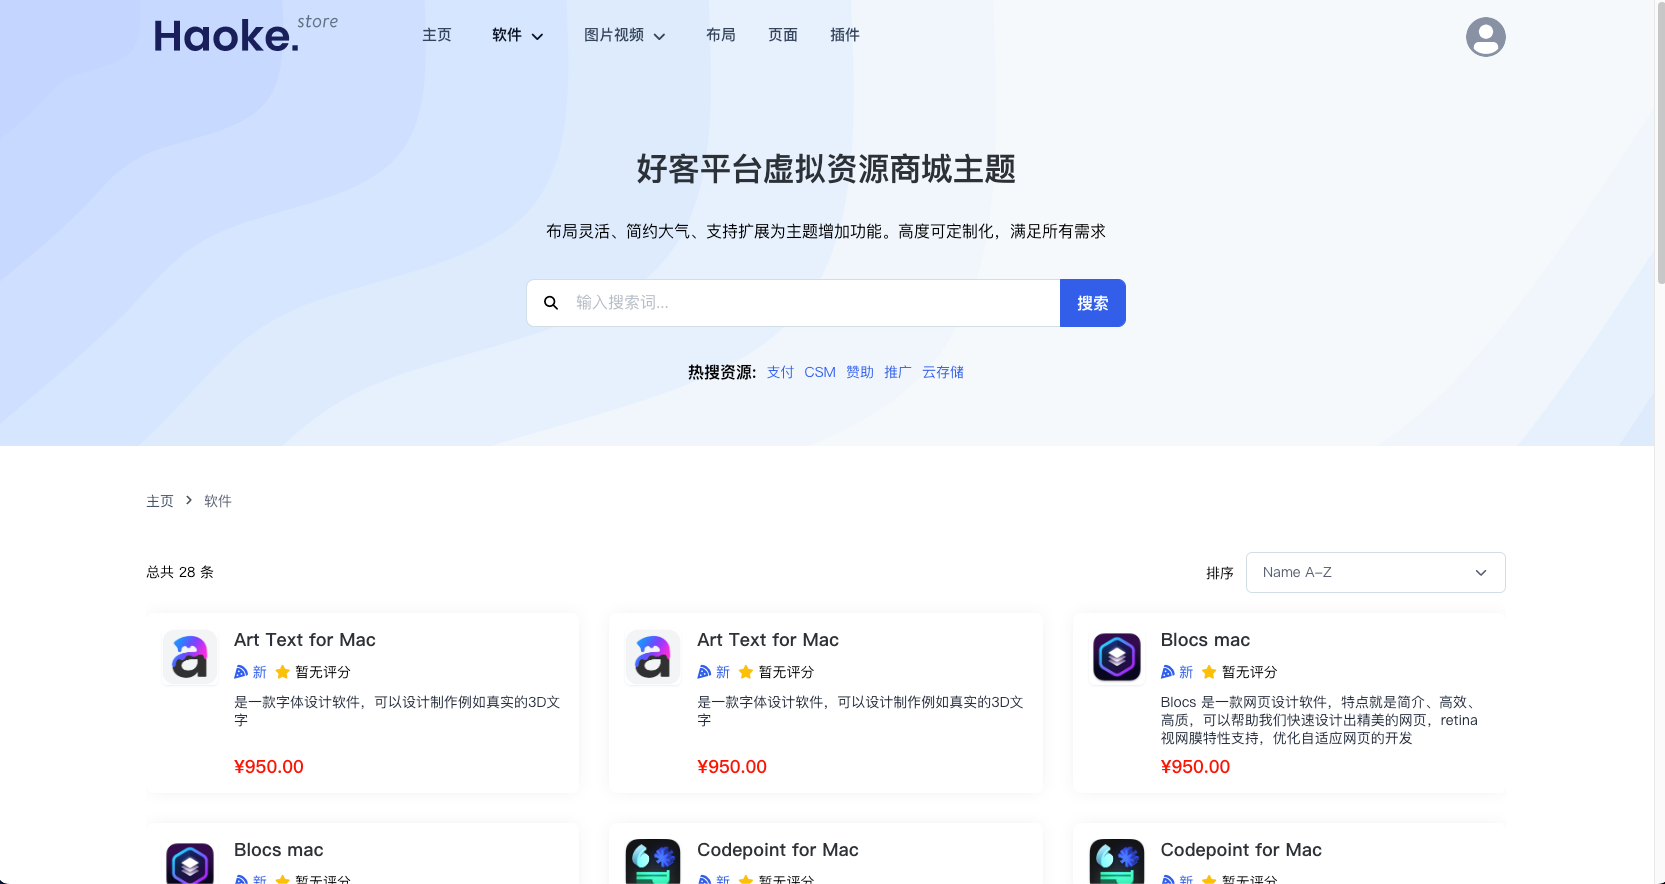 Haoke.
store
主页
软件
图片视频
布局
页面
插件
好客平台虚拟资源商城主题
布局灵活、简约大气、支持扩展为主题增加功能。高度可定制化，满足所有需求
输入搜索词...
搜索
热搜资源: 支付 CSM 赞助 推广 云存储
主页 > 软件
总共 28 条
排序
Name A-Z
Art Text for Mac
新 暂无评分
是一款字体设计软件，可以设计制作例如真实的3D文
字
¥950.00
Art Text for Mac
新 暂无评分
是一款字体设计软件，可以设计制作例如真实的3D文
字
¥950.00
Blocs mac
新 暂无评分
Blocs 是一款网页设计软件，特点就是简介、高效、
高质，可以帮助我们快速设计出精美的网页，retina
视网膜特性支持，优化自适应网页的开发
¥950.00
Blocs mac
新 暂无评分
Codepoint for Mac
新 暂无评分
Codepoint for Mac
新 暂无评分